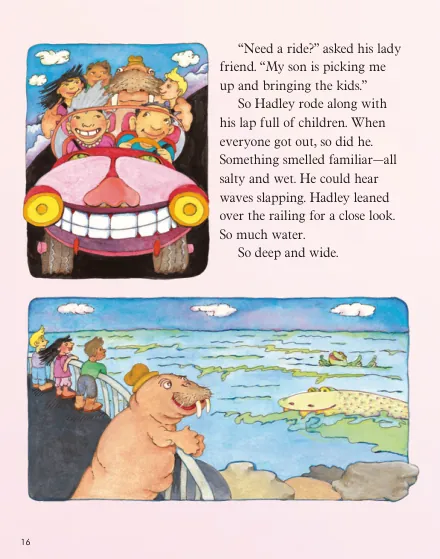 “Need a ride?” asked his lady
friend. “My son is picking me
up and bringing the kids.”
So Hadley rode along with
his lap full of children. When
everyone got out, so did he.
Something smelled familiar—all
salty and wet. He could hear
waves slapping. Hadley leaned
over the railing for a close look.
So much water.
So deep and wide.
16